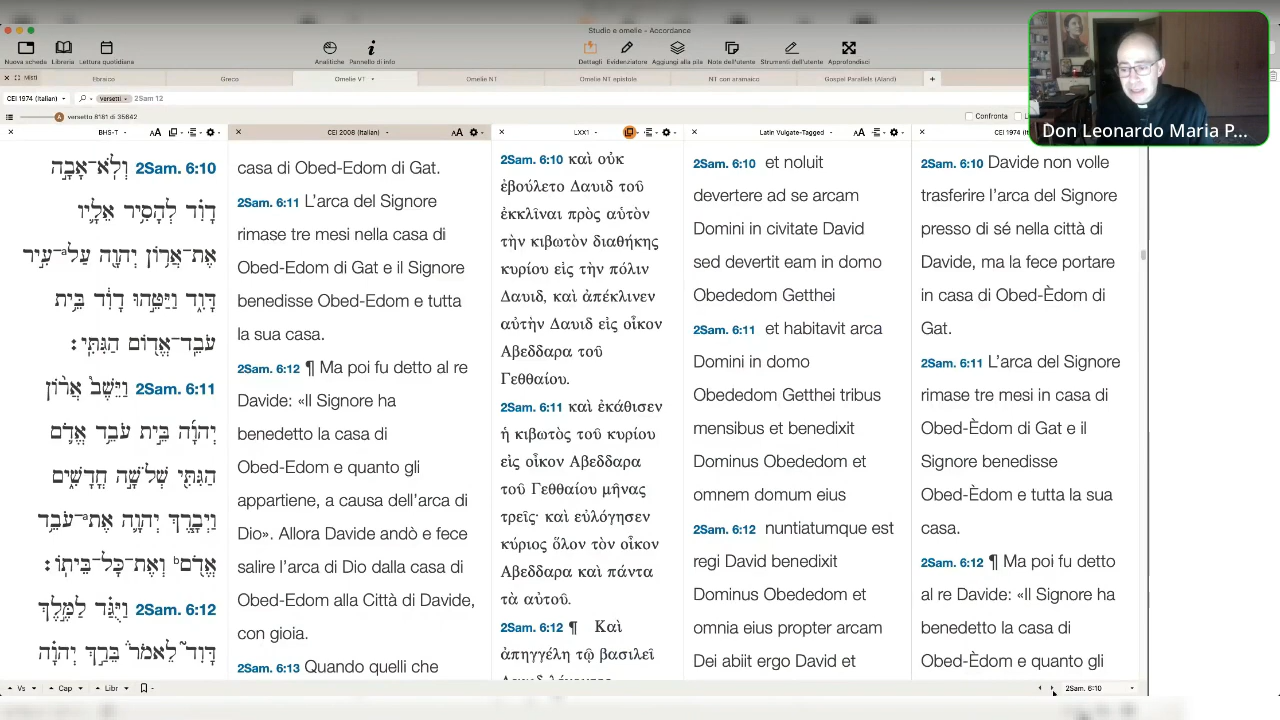 Studio e omelie - Accordance
Nuova scheda Libreria Lettura quotidiana Analitiche Pannello di info Dettagli Evidenziatore Aggiungi alla pila Note dell'utente Strumenti dell'utente Approfondisci
Misti Ebraico Greco Omelie VT Omelie NT Omelie NT epistole NT con aramaico Gospel Parallels (Aland)
CEI 1974 (Italian) versetti 2Sam 12
versetto 8181 di 35642 Confronta
Don Leonardo Maria P...
BHS-T
2Sam. 6:10 וְלֹֽא־אָבָ֣ה
דָוִ֗ד לְהָסִ֥יר אֵלָ֛יו
אֶת־אֲר֥וֹן יְהוָ֖ה עַל־ᵃעִ֣יר
דָּוִ֑ד וַיַּטֵּ֣הוּ דָוִ֔ד בֵּ֥ית
עֹבֵֽד־אֱד֖וֹם הַגִּתִּֽי׃
2Sam. 6:11 וַיֵּשֶׁב֩ אֲר֨וֹן
יְהוָ֜ה בֵּ֣ית עֹבֵ֥ד אֱדֹ֛ם
הַגִּתִּ֖י שְׁלֹשָׁ֣ה חֳדָשִׁ֑ים
וַיְבָ֧רֶךְ יְהוָ֛ה אֶת־ᵃעֹבֵ֥ד
אֱדֹ֖םᵇ וְאֶת־כָּל־בֵּיתֽוֹ׃
2Sam. 6:12 וַיֻּגַּ֗ד לַמֶּ֣לֶךְ
דָּוִד֮ לֵאמֹר֒ בֵּרַ֣ךְ יְהוָ֗ה
CEI 2008 (Italian)
casa di Obed-Edom di Gat.
2Sam. 6:11 L'arca del Signore
rimase tre mesi nella casa di
Obed-Edom di Gat e il Signore
benedisse Obed-Edom e tutta
la sua casa.
2Sam. 6:12 ¶ Ma poi fu detto al re
Davide: «Il Signore ha
benedetto la casa di
Obed-Edom e quanto gli
appartiene, a causa dell'arca di
Dio». Allora Davide andò e fece
salire l'arca di Dio dalla casa di
Obed-Edom alla Città di Davide,
con gioia.
2Sam. 6:13 Quando quelli che
LXX1
2Sam. 6:10 καὶ οὐκ
ἐβούλετο Δαυιδ τοῦ
ἐκκλῖναι πρὸς αὑτὸν
τὴν κιβωτὸν διαθήκης
κυρίου εἰς τὴν πόλιν
Δαυιδ, καὶ ἀπέκλινεν
αὐτὴν Δαυιδ εἰς οἶκον
Αβεδδαρα τοῦ
Γεθθαίου.
2Sam. 6:11 καὶ ἐκάθισεν
ἡ κιβωτὸς τοῦ κυρίου
εἰς οἶκον Αβεδδαρα
τοῦ Γεθθαίου μῆνας
τρεῖς· καὶ εὐλόγησεν
κύριος ὅλον τὸν οἶκον
Αβεδδαρα καὶ πάντα
τὰ αὐτοῦ.
2Sam. 6:12 ¶ Καὶ
ἀπηγγέλη τῷ βασιλεῖ
Latin Vulgate-Tagged
2Sam. 6:10 et noluit
devertere ad se arcam
Domini in civitate David
sed devertit eam in domo
Obededom Getthei
2Sam. 6:11 et habitavit arca
Domini in domo
Obededom Getthei tribus
mensibus et benedixit
Dominus Obededom et
omnem domum eius
2Sam. 6:12 nuntiatumque est
regi David benedixit
Dominus Obededom et
omnia eius propter arcam
Dei abiit ergo David et
CEI 1974
2Sam. 6:10 Davide non volle
trasferire l'arca del Signore
presso di sé nella città di
Davide, ma la fece portare
in casa di Obed-Èdom di
Gat.
2Sam. 6:11 L'arca del Signore
rimase tre mesi in casa di
Obed-Èdom di Gat e il
Signore benedisse
Obed-Èdom e tutta la sua
casa.
2Sam. 6:12 ¶ Ma poi fu detto
al re Davide: «Il Signore ha
benedetto la casa di
Obed-Èdom e quanto gli
Vs Cap Libr 2Sam. 6:10